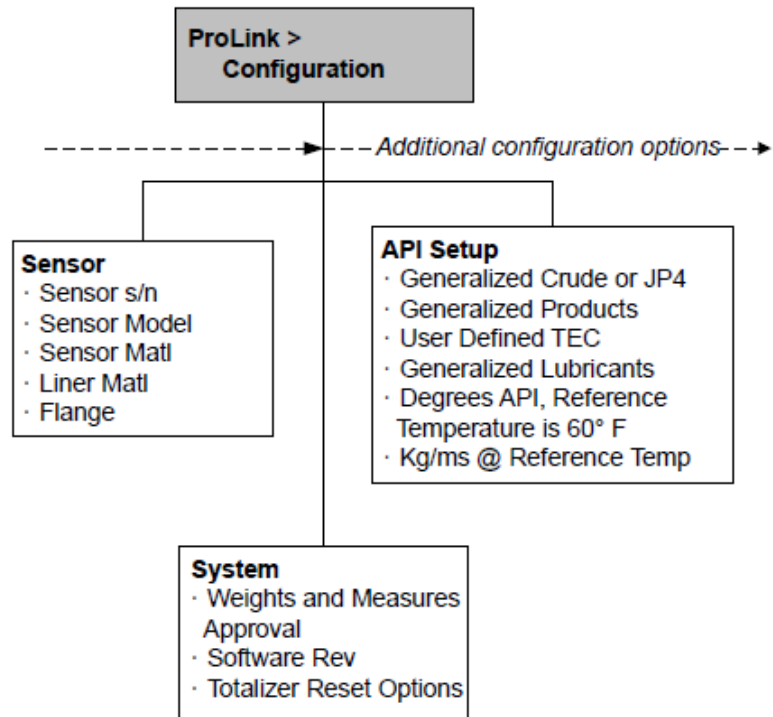 ProLink >
Configuration
Additional configuration options
Sensor
· Sensor s/n
· Sensor Model
· Sensor Matl
· Liner Matl
· Flange
API Setup
· Generalized Crude or JP4
· Generalized Products
· User Defined TEC
· Generalized Lubricants
· Degrees API, Reference
Temperature is 60° F
· Kg/ms @ Reference Temp
System
· Weights and Measures
Approval
· Software Rev
· Totalizer Reset Options